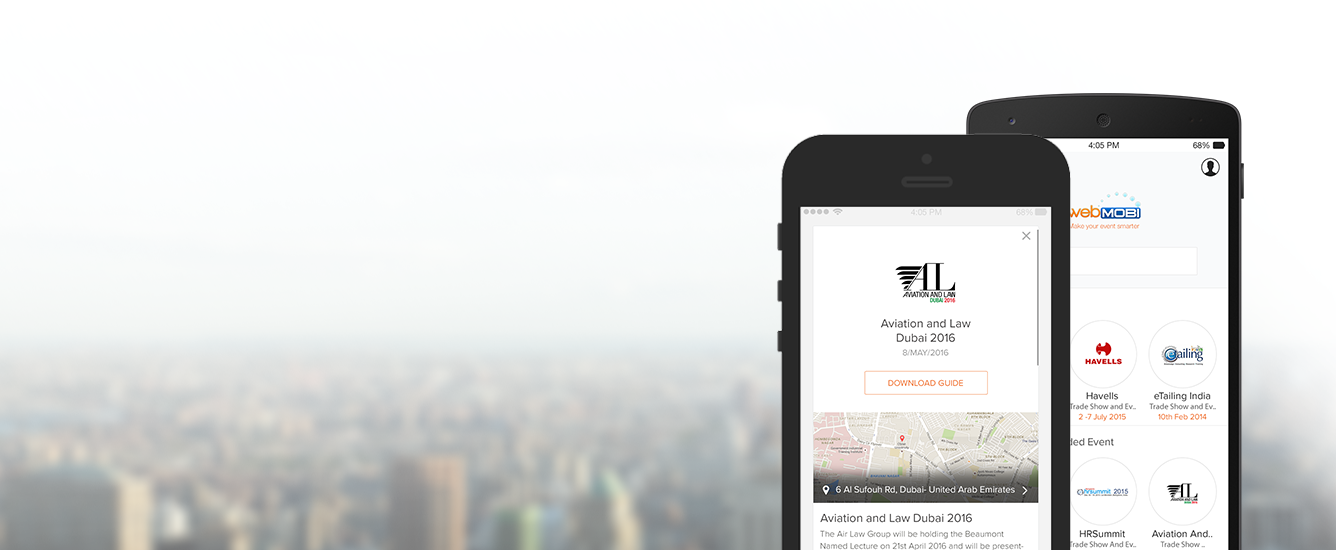 4:05 PM 68%
AL
AVIATION AND LAW
DUBAI 2016
Aviation and Law
Dubai 2016
8/MAY/2016
DOWNLOAD GUIDE
6 Al Sufouh Rd, Dubai- United Arab Emirates
Aviation and Law Dubai 2016
The Air Law Group will be holding the Beaumont
Named Lecture on 21st April 2016 and will be present-
4:05 PM 68%
webMOBI
Make your event smarter
HAVELLS
eTailing
Havells
eTailing India
Trade Show and Ev..
Trade Show and Ev..
2 -7 July 2015
10th Feb 2014
ded Event
HRSummit 2015
AL
HRSummit
Aviation And..
Trade Show And Ev..
Trade Show ..